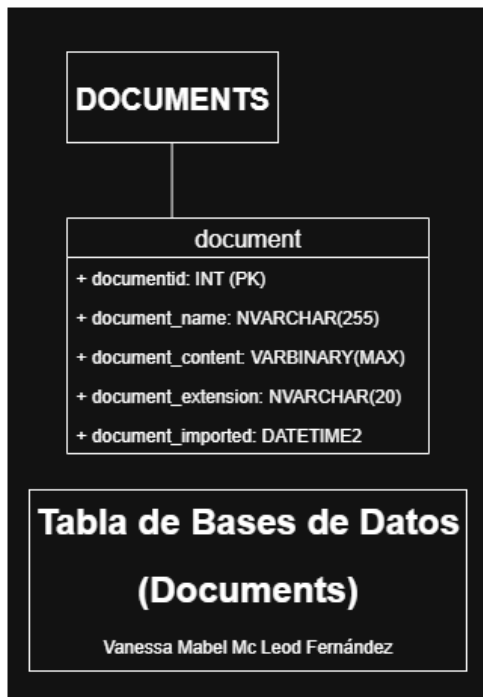 DOCUMENTS
document
+ documentid: INT (PK)
+ document_name: NVARCHAR(255)
+ document_content: VARBINARY(MAX)
+ document_extension: NVARCHAR(20)
+ document_imported: DATETIME2
Tabla de Bases de Datos
(Documents)
Vanessa Mabel Mc Leod Fernández